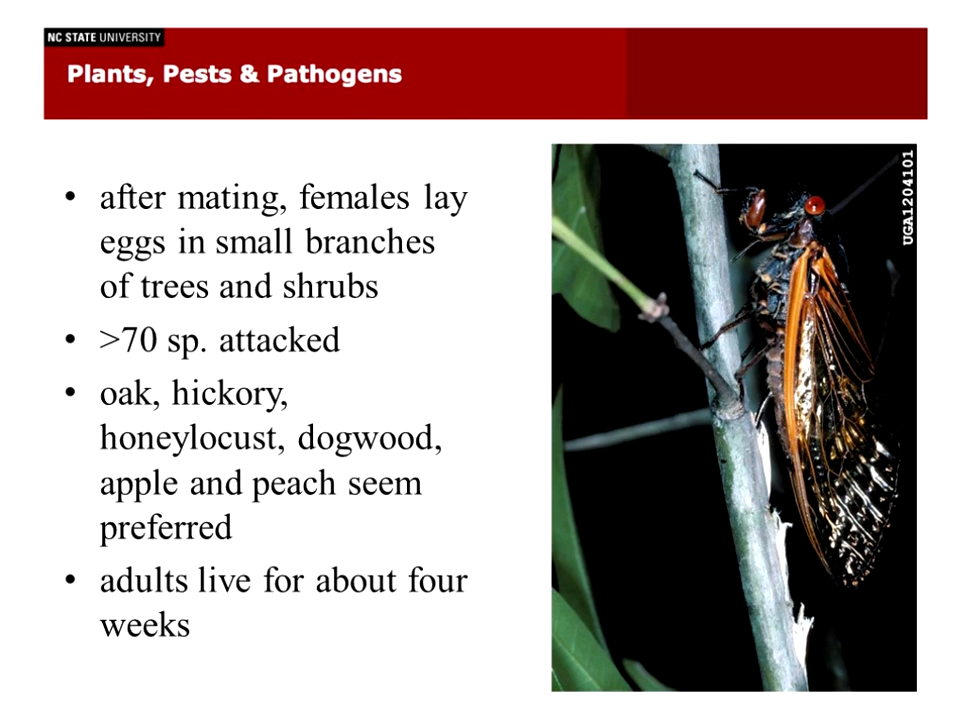 NC STATE UNIVERSITY
Plants, Pests & Pathogens
• after mating, females lay
eggs in small branches
of trees and shrubs
• >70 sp. attacked
• oak, hickory,
honeylocust, dogwood,
apple and peach seem
preferred
• adults live for about four
weeks
UGA1204101